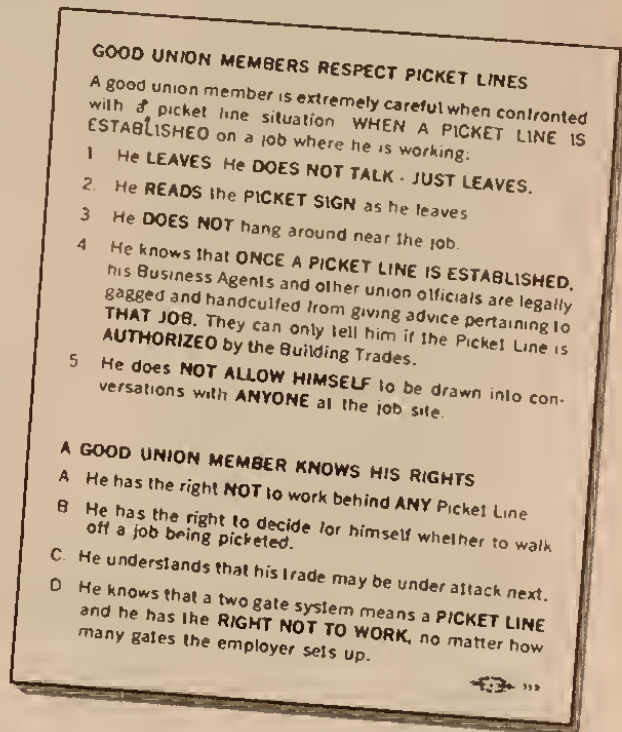 GOOD UNION MEMBERS RESPECT PICKET LINES
A good union member is extremely careful when confronted
with a picket line situation WHEN A PICKET LINE IS
ESTABLISHED on a job where he is working:
1 He LEAVES He DOES NOT TALK - JUST LEAVES.
2. He READS the PICKET SIGN as he leaves
3 He DOES NOT hang around near the job.
4 He knows that ONCE A PICKET LINE IS ESTABLISHED,
his Business Agents and other union officials are legally
gagged and handcuffed from giving advice pertaining to
THAT JOB. They can only tell him if the Picket Line is
AUTHORIZED by the Building Trades.
5 He does NOT ALLOW HIMSELF to be drawn into con-
versations with ANYONE at the job site.
A GOOD UNION MEMBER KNOWS HIS RIGHTS
A He has the right NOT to work behind ANY Picket Line
B He has the right to decide for himself whether to walk
off a job being picketed.
C. He understands that his trade may be under attack next.
D He knows that a two gate system means a PICKET LINE
and he has the RIGHT NOT TO WORK, no matter how
many gates the employer sets up.